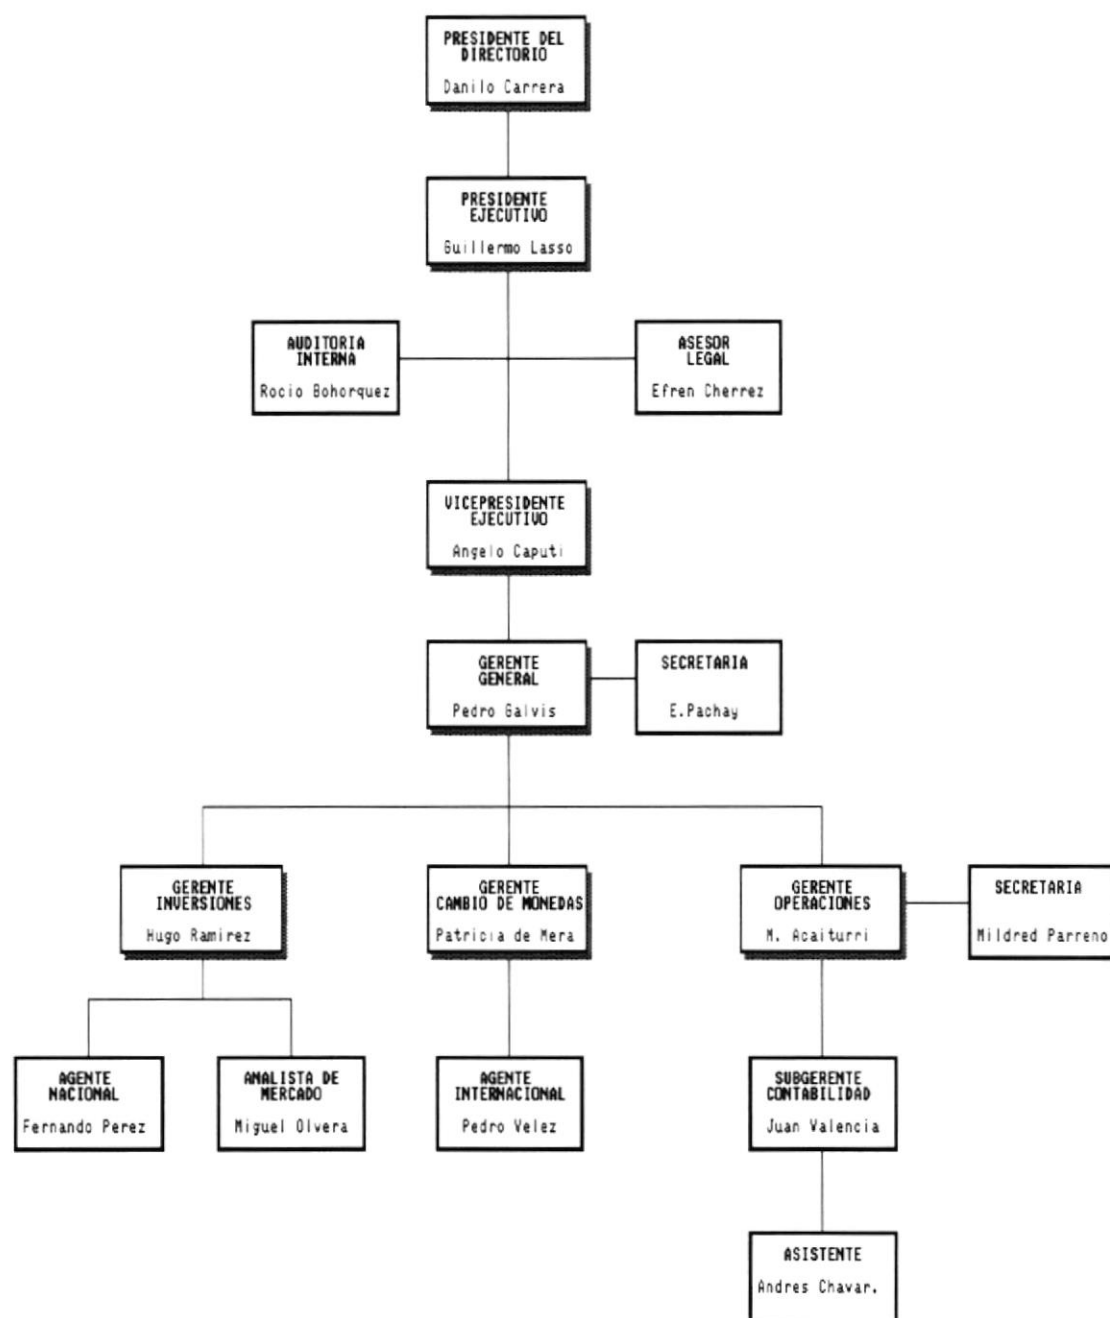 PRESIDENTE DEL
DIRECTORIO
Danilo Carrera
PRESIDENTE
EJECUTIVO
Guillermo Lasso
AUDITORIA
INTERNA
Rocio Bohorquez
ASESOR
LEGAL
Efren Cherrez
VICEPRESIDENTE
EJECUTIVO
Angelo Caputi
GERENTE
GENERAL
Pedro Galvis
SECRETARIA
E.Pachay
GERENTE
INVERSIONES
Hugo Ramirez
GERENTE
CAMBIO DE MONEDAS
Patricia de Mera
GERENTE
OPERACIONES
M. Acaiturri
SECRETARIA
Mildred Parreno
AGENTE
NACIONAL
Fernando Perez
ANALISTA DE
MERCADO
Miguel Olvera
AGENTE
INTERNACIONAL
Pedro Velez
SUBGERENTE
CONTABILIDAD
Juan Valencia
ASISTENTE
Andres Chavar.